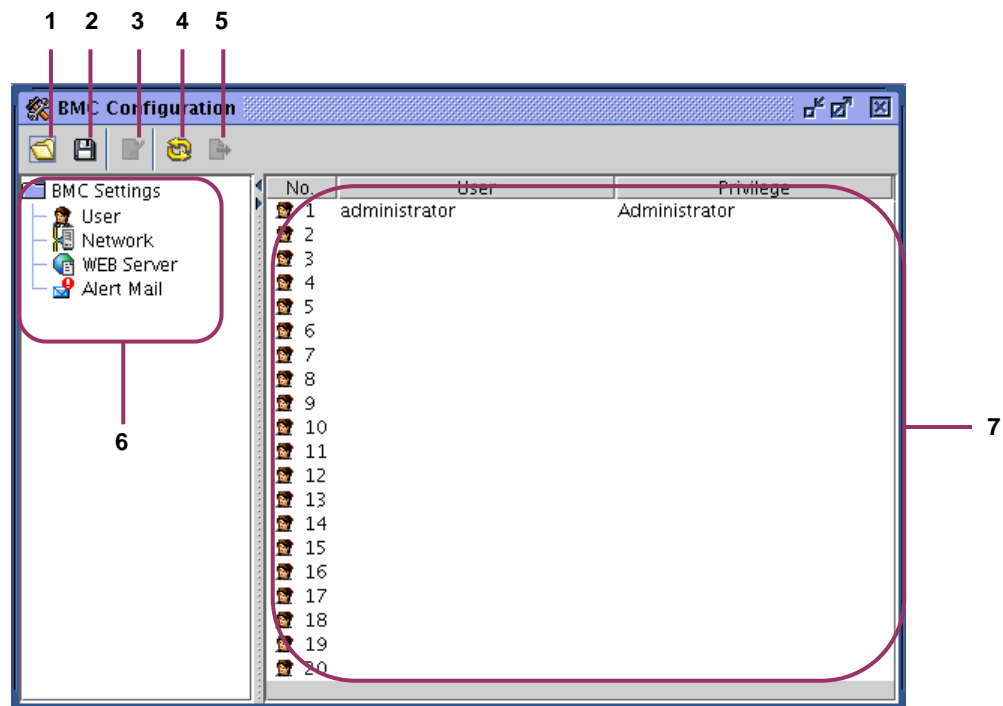 1 2 3 4 5
BMC Configuration
BMC Settings
User
Network
WEB Server
Alert Mail
6
No. User Privilege
1 administrator Administrator
2
3
4
5
6
7
8
9
10
11
12
13
14
15
16
17
18
19
20
7